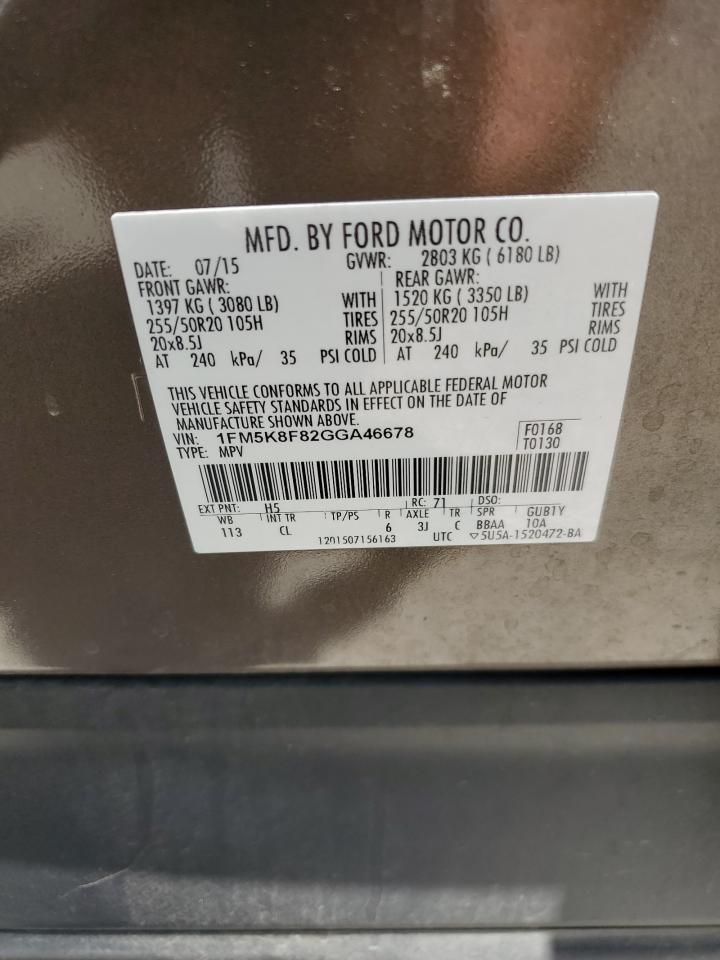 MFD. BY FORD MOTOR CO.
DATE: 07/15 GVWR: 2803 KG ( 6180 LB)
FRONT GAWR: REAR GAWR:
1397 KG ( 3080 LB) WITH 1520 KG ( 3350 LB) WITH
255/50R20 105H TIRES 255/50R20 105H TIRES
20x8.5J RIMS 20x8.5J RIMS
AT 240 kPa/ 35 PSI COLD AT 240 kPa/ 35 PSI COLD
THIS VEHICLE CONFORMS TO ALL APPLICABLE FEDERAL MOTOR
VEHICLE SAFETY STANDARDS IN EFFECT ON THE DATE OF
MANUFACTURE SHOWN ABOVE.
VIN: 1FM5K8F82GGA46678 F0168
TYPE: MPV T0130
EXT PNT: H5 RC: 71 DSO:
WB INT TR TP/PS R AXLE TR SPR GUB1Y
113 CL 6 3J C BBAA 10A
1201507156163 UTC ▽5U5A-1520472-BA